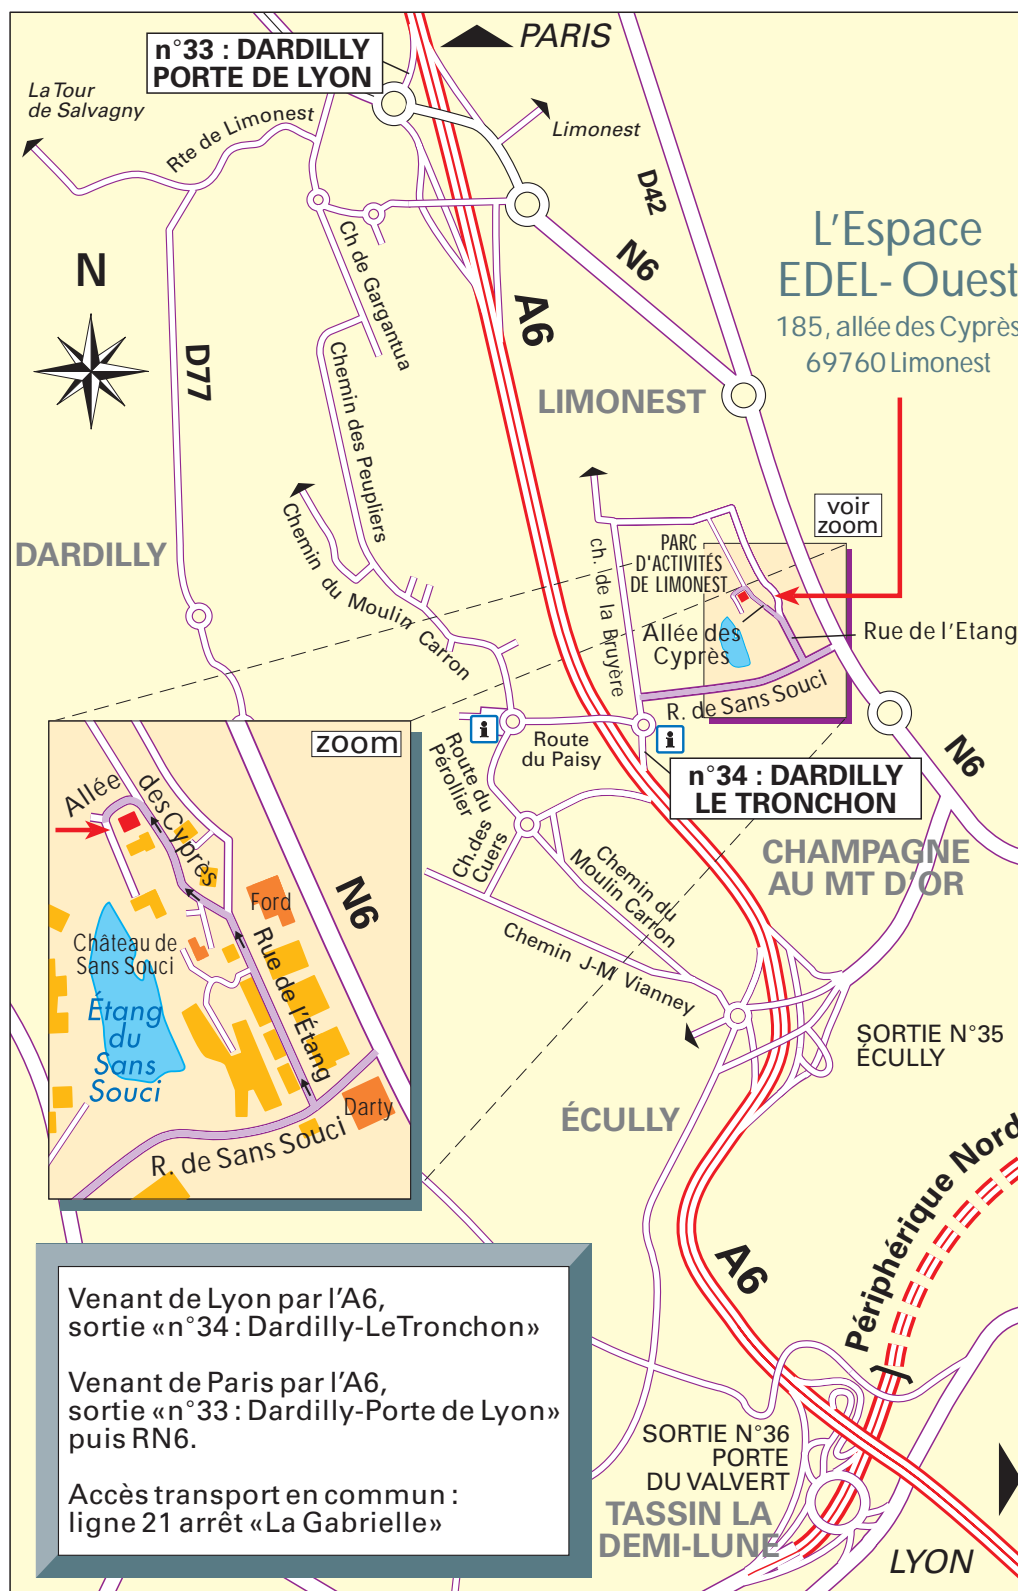 PARIS
n°33 : DARDILLY
PORTE DE LYON
La Tour
de Salvagny
Rte de Limonest
Limonest
D42
N6
L'Espace
EDEL- Ouest
185, allée des Cyprès
69760 Limonest
N
D77
Ch de Gargantua
A6
Chemin des Peupliers
LIMONEST
DARDILLY
Chemin du Moulin Carron
voir
zoom
PARC
D'ACTIVITÉS
DE LIMONEST
ch. de la Bruyère
Allée des
Cyprès
Rue de l'Etang
R. de Sans Souci
i
Route
du Paisy
i
Route du
Pérollier
n°34 : DARDILLY
LE TRONCHON
N6
Ch. des
Cuers
Chemin du
Moulin Carron
CHAMPAGNE
AU MT D'OR
Chemin J-M Vianney
SORTIE N°35
ÉCULLY
ÉCULLY
zoom
Allée des Cyprès
N6
Ford
Château de
Sans Souci
Rue de l'Étang
Étang
du
Sans
Souci
Darty
R. de Sans Souci
Périphérique Nord
A6
Venant de Lyon par l'A6,
sortie «n°34 : Dardilly-Le Tronchon»
Venant de Paris par l'A6,
sortie «n°33 : Dardilly-Porte de Lyon»
puis RN6.
Accès transport en commun :
ligne 21 arrêt «La Gabrielle»
SORTIE N°36
PORTE
DU VALVERT
TASSIN LA
DEMI-LUNE
LYON